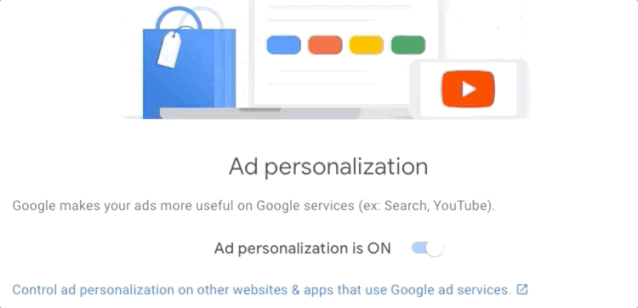 Ad personalization
Google makes your ads more useful on Google services (ex: Search, YouTube).
Ad personalization is ON
Control ad personalization on other websites & apps that use Google ad services.